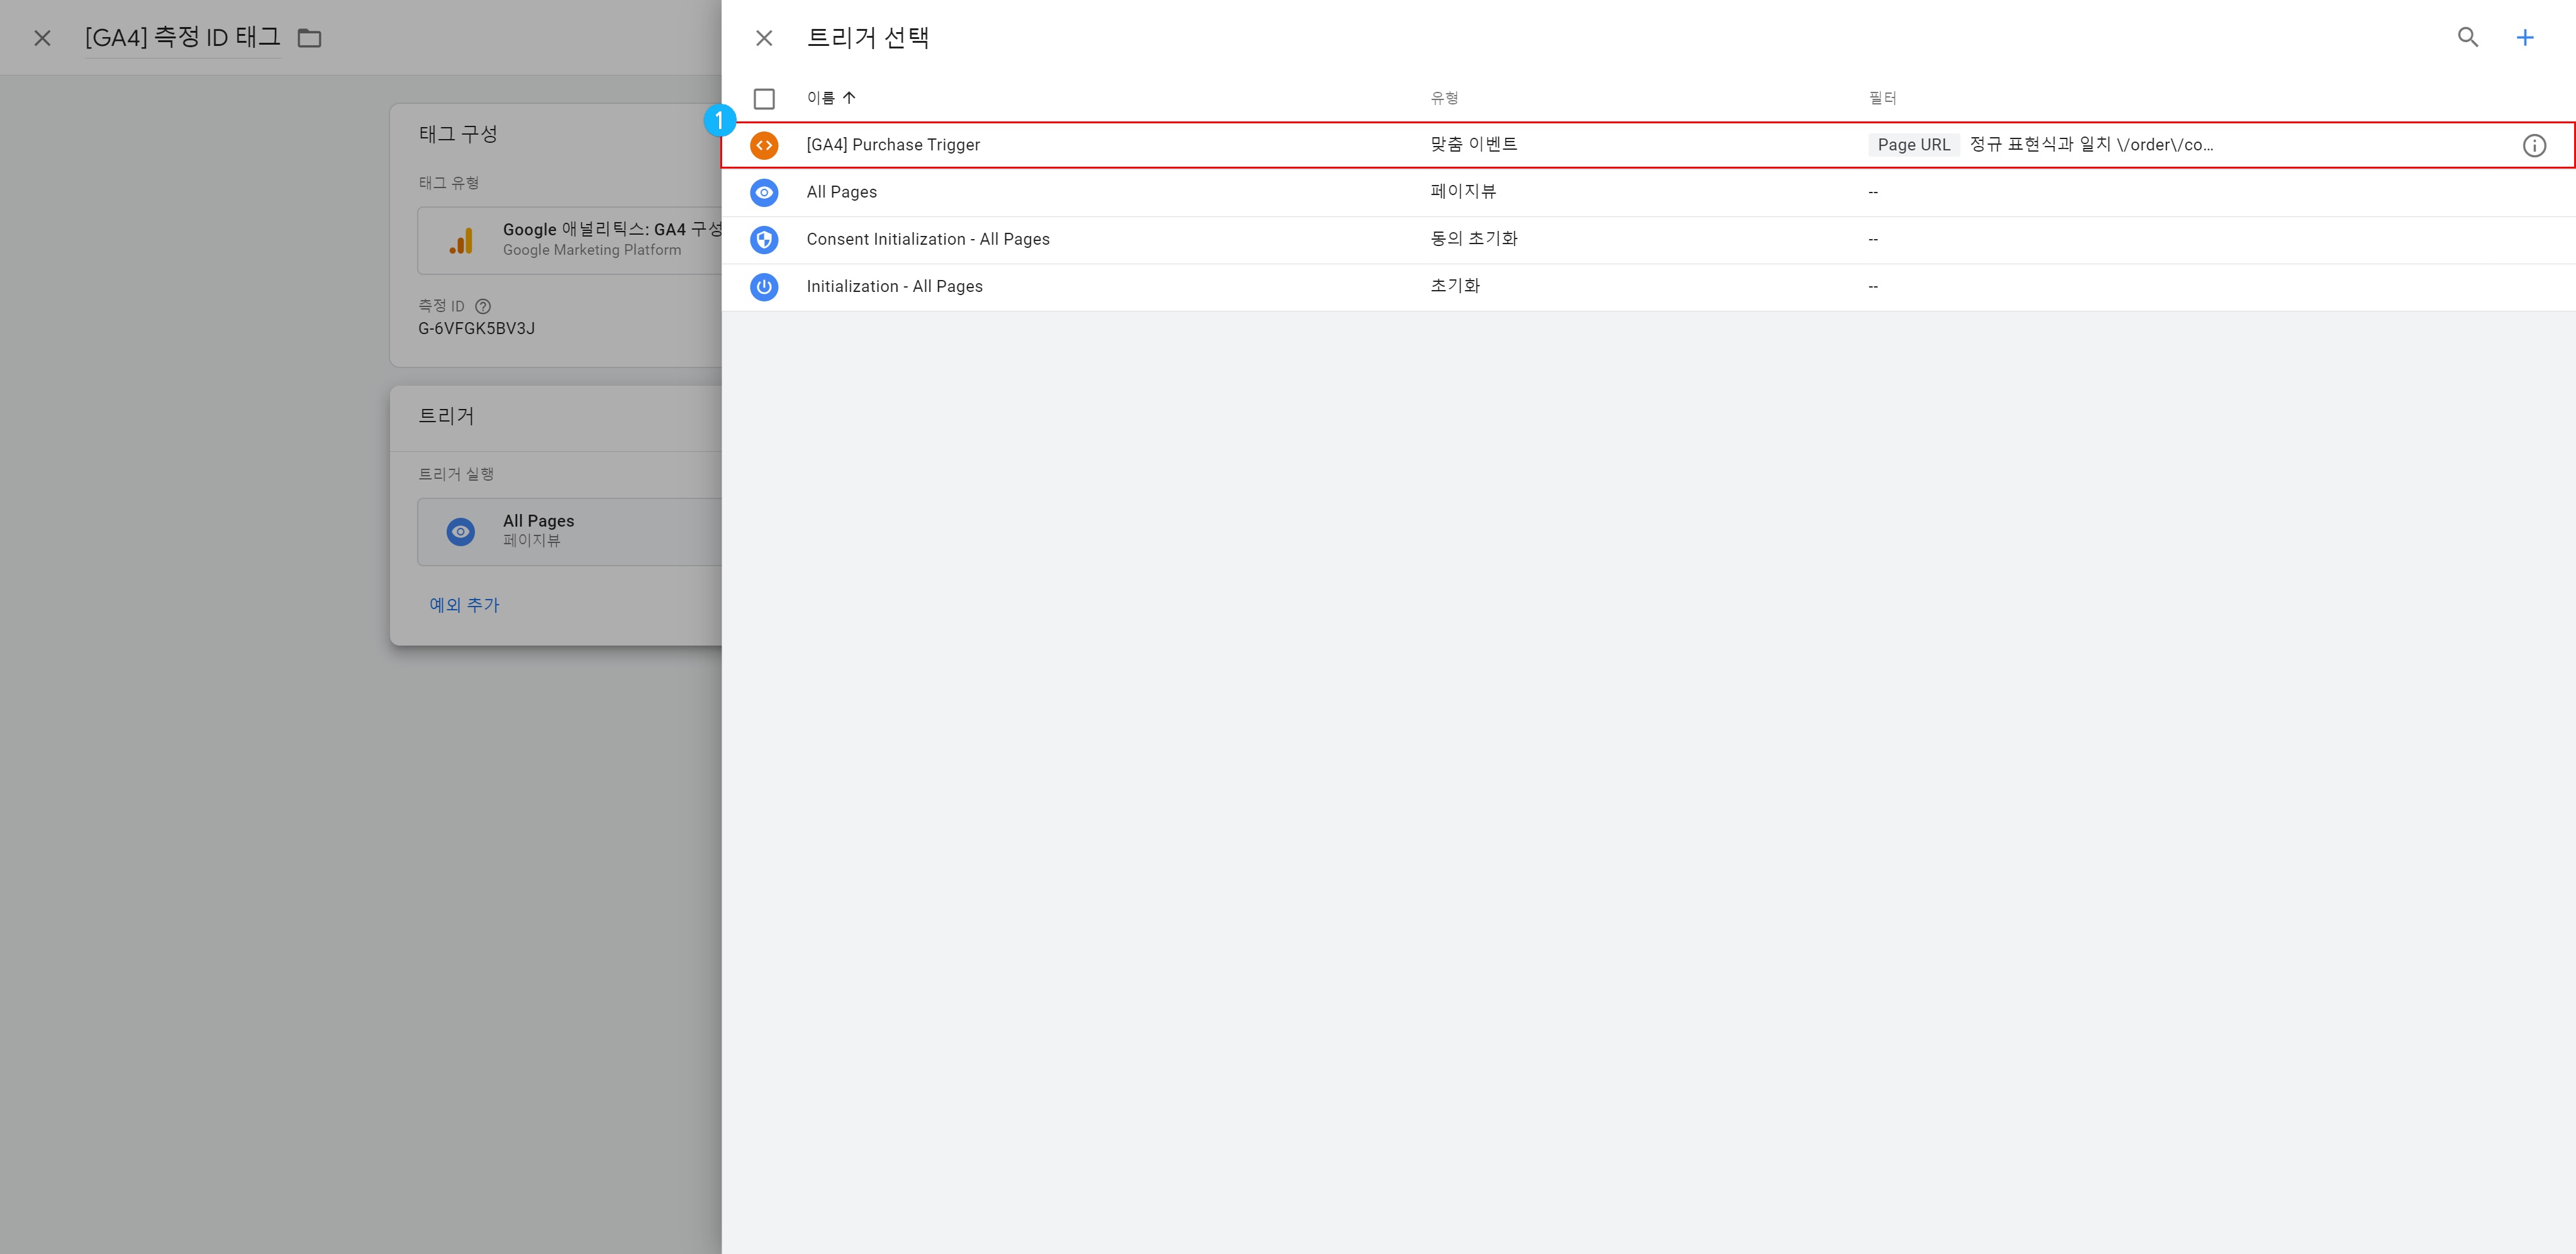 [GA4] 측정 ID 태그
태그 구성
태그 유형
Google 애널리틱스: GA4 구성
Google Marketing Platform
측정 ID
G-6VFGK5BV3J
트리거
트리거 실행
All Pages
페이지뷰
예외 추가
트리거 선택
이름 유형 필터
1
[GA4] Purchase Trigger 맞춤 이벤트 Page URL 정규 표현식과 일치 \/order\/co...
All Pages 페이지뷰 --
Consent Initialization - All Pages 동의 초기화 --
Initialization - All Pages 초기화 --